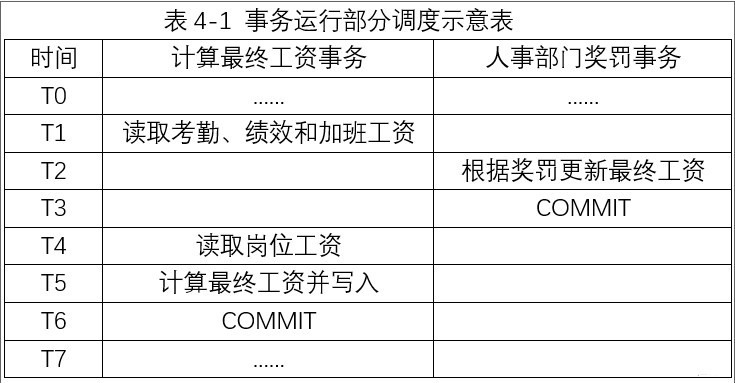 表 4-1 事务运行部分调度示意表
时间 计算最终工资事务 人事部门奖罚事务
T0 ...... ......
T1 读取考勤、绩效和加班工资
T2 根据奖罚更新最终工资
T3 COMMIT
T4 读取岗位工资
T5 计算最终工资并写入
T6 COMMIT
T7 ......